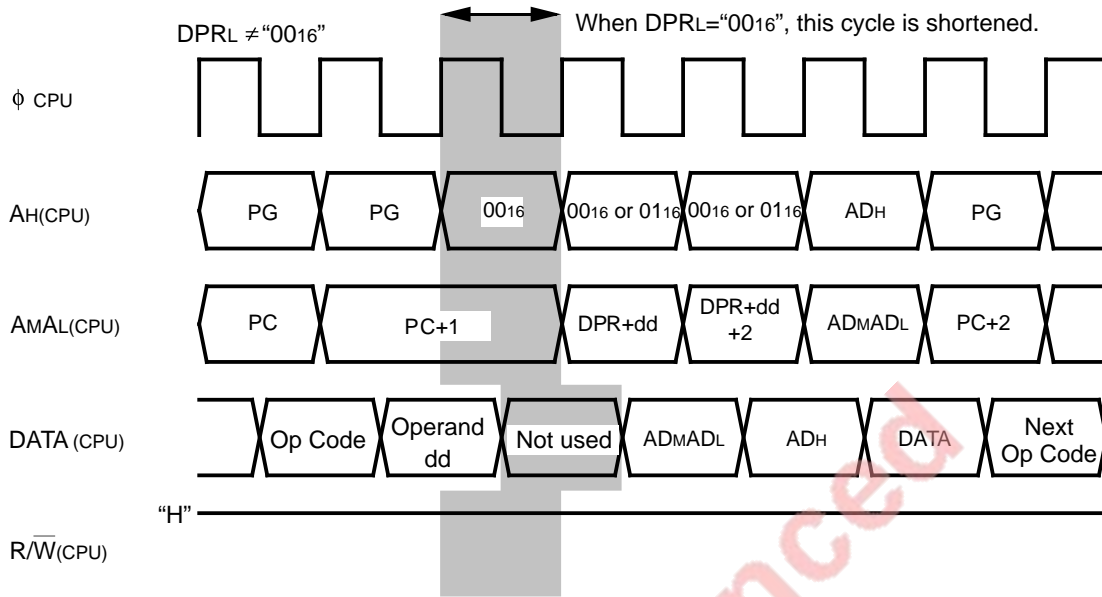 When DPRL="0016", this cycle is shortened.
DPRL ≠ "0016"
ϕ CPU
AH(CPU) PG PG 0016 0016 or 0116 0016 or 0116 ADH PG
AMAL(CPU) PC PC+1 DPR+dd DPR+dd +2 ADMADL PC+2
DATA (CPU) Op Code Operand dd Not used ADMADL ADH DATA Next Op Code
"H"
R/W(CPU)